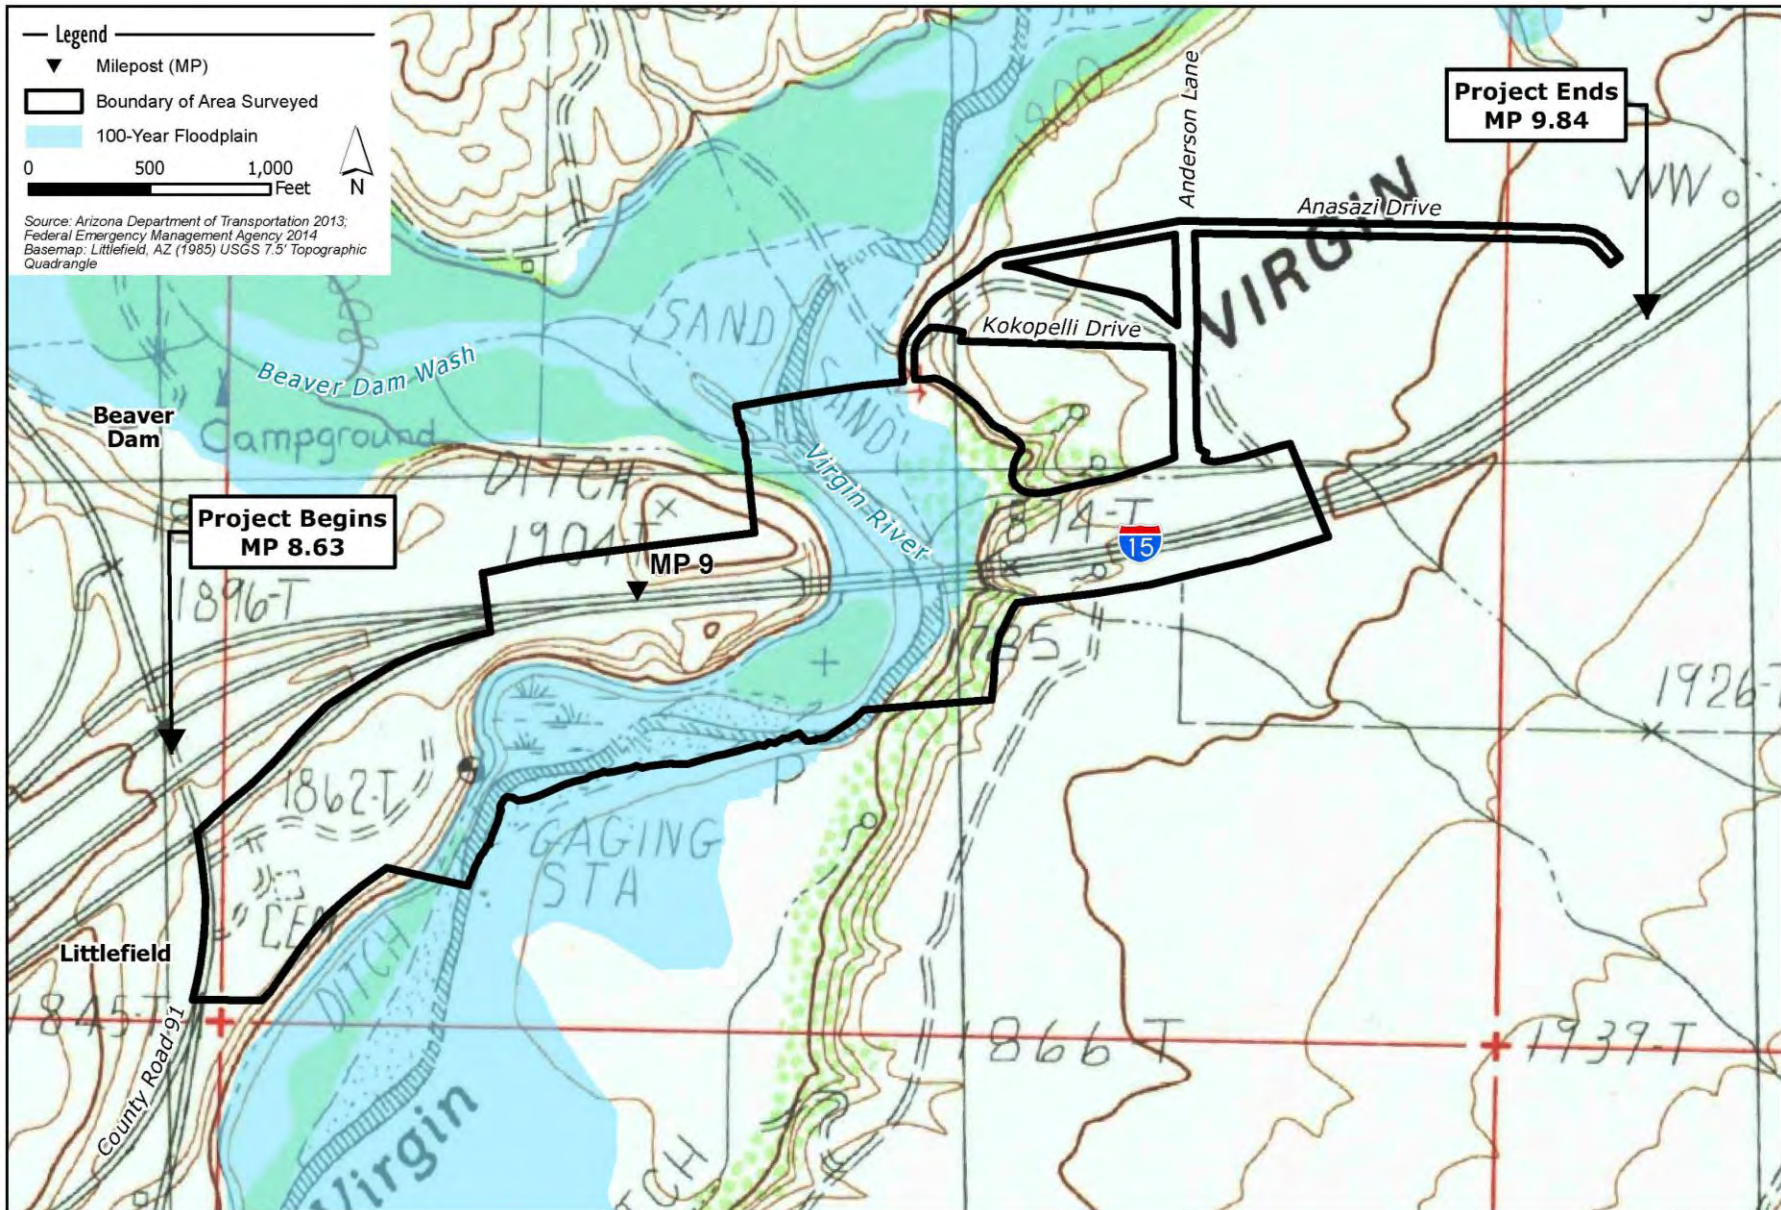 Legend
Milepost (MP)
Boundary of Area Surveyed
100-Year Floodplain
0 500 1,000
Feet
N
Source: Arizona Department of Transportation 2013;
Federal Emergency Management Agency 2014
Basemap: Littlefield, AZ (1985) USGS 7.5' Topographic
Quadrangle
Project Ends
MP 9.84
Anderson Lane
WW
Anasazi Drive
VIRGIN
Kokopelli Drive
SAND
SAND
Beaver Dam Wash
Beaver
Dam
Campground
DITCH
Virgin River
Project Begins
MP 8.63
1904-T
1874-T
15
MP 9
1896-T
1785
1926-T
1862-T
GAGING
STA
CEM
Littlefield
DITCH
1845-T
County Road 91
1866 T
1939-T
Virgin